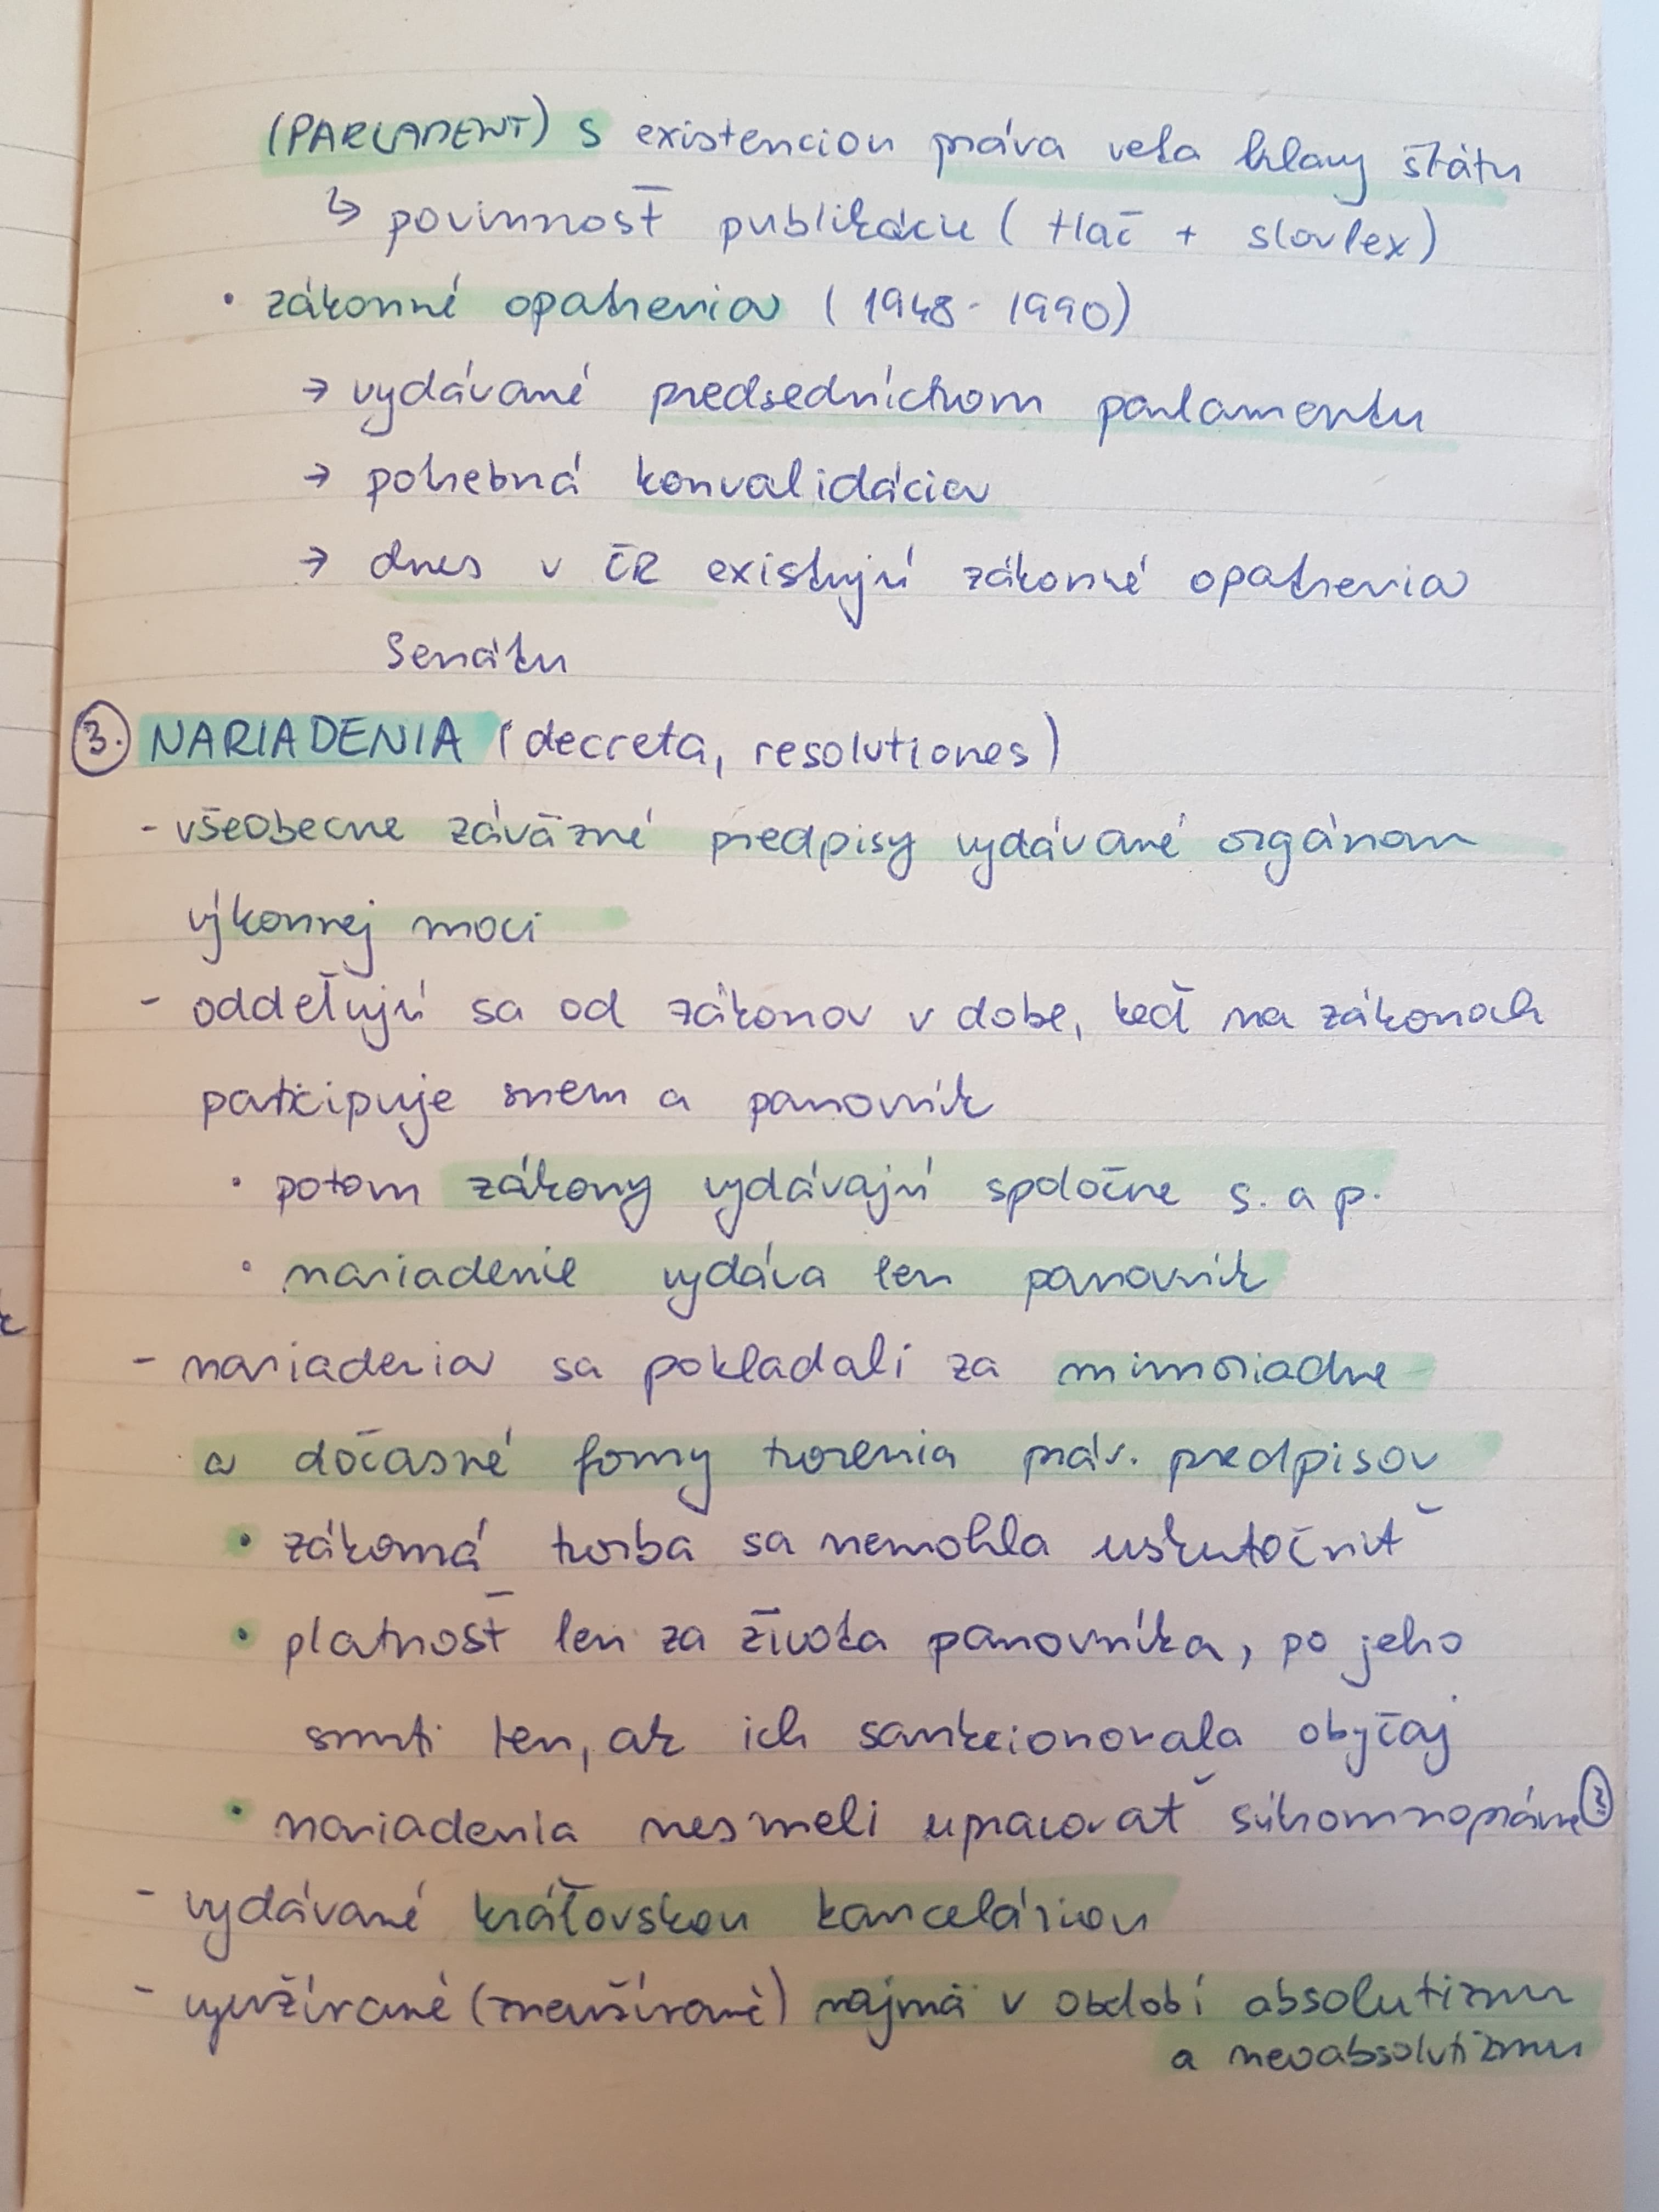 (PARLAMENT) s existenciou práva veta hlavy štátu
↳ povinnosť publikácie (tlač + slovlex)
• zákonné opatrenia (1948 - 1990)
→ vydávané predsedníctvom parlamentu
→ potrebná konvalidácia
→ dnes v ČR existujú zákonné opatrenia
Senátu
3. NARIADENIA (decreta, resolutiones)
- všeobecne záväzné predpisy vydávané orgánom
výkonnej moci
- oddeľujú sa od zákonov v dobe, keď na zákonoch
paticipuje snem a panovník
• potom zákony vydávajú spoločne s. a p.
• nariadenie vydáva len panovník
- nariadenia sa pokladali za mimoriadne
a dočasné formy tvorenia práv. predpisov
• zákonná tvorba sa nemohla uskutočniť
• platnosť len za života panovníka, po jeho
smrti len, ak ich sankcionovala obyčaj
• nariadenia nesmeli upracovať súkromnoprávne
- vydávané kráľovskou kanceláriou
- využívané (zneužívané) najmä v období absolutizmu
a neoabsolutizmu